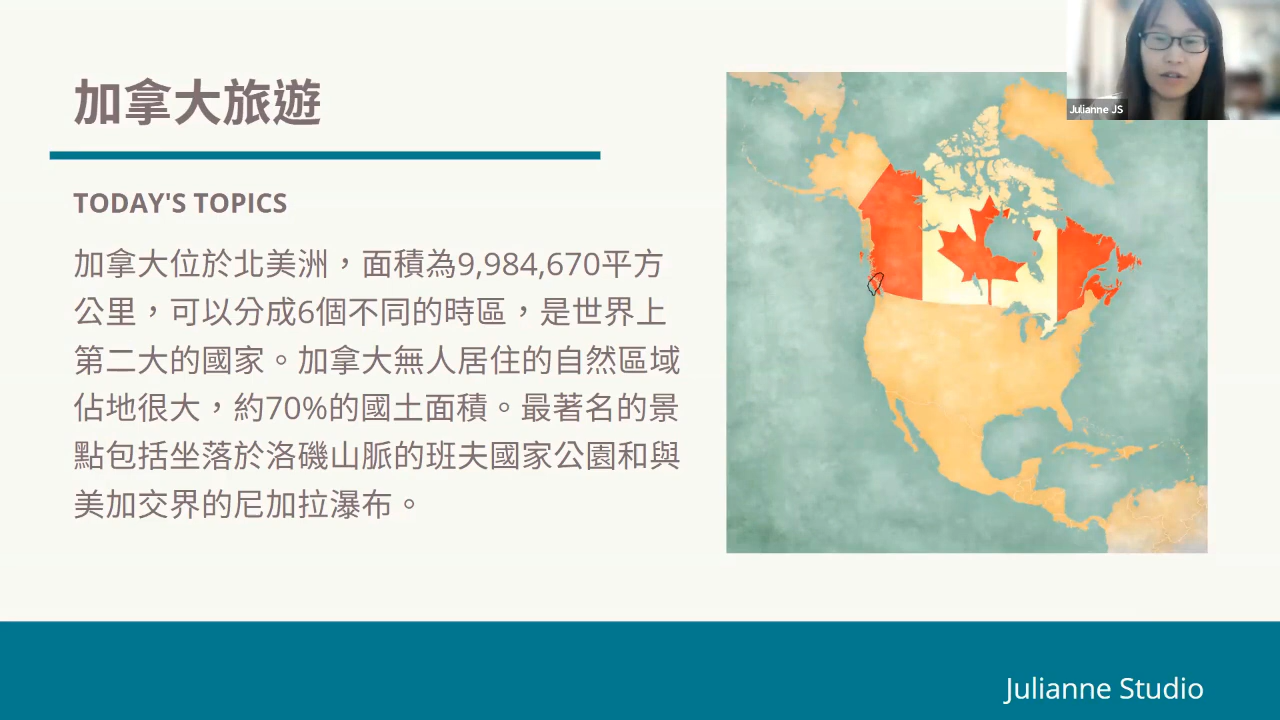 加拿大旅遊
TODAY'S TOPICS
加拿大位於北美洲，面積為9,984,670平方
公里，可以分成6個不同的時區，是世界上
第二大的國家。加拿大無人居住的自然區域
佔地很大，約70%的國土面積。最著名的景
點包括坐落於洛磯山脈的班夫國家公園和與
美加交界的尼加拉瀑布。
Julianne JS
Julianne Studio